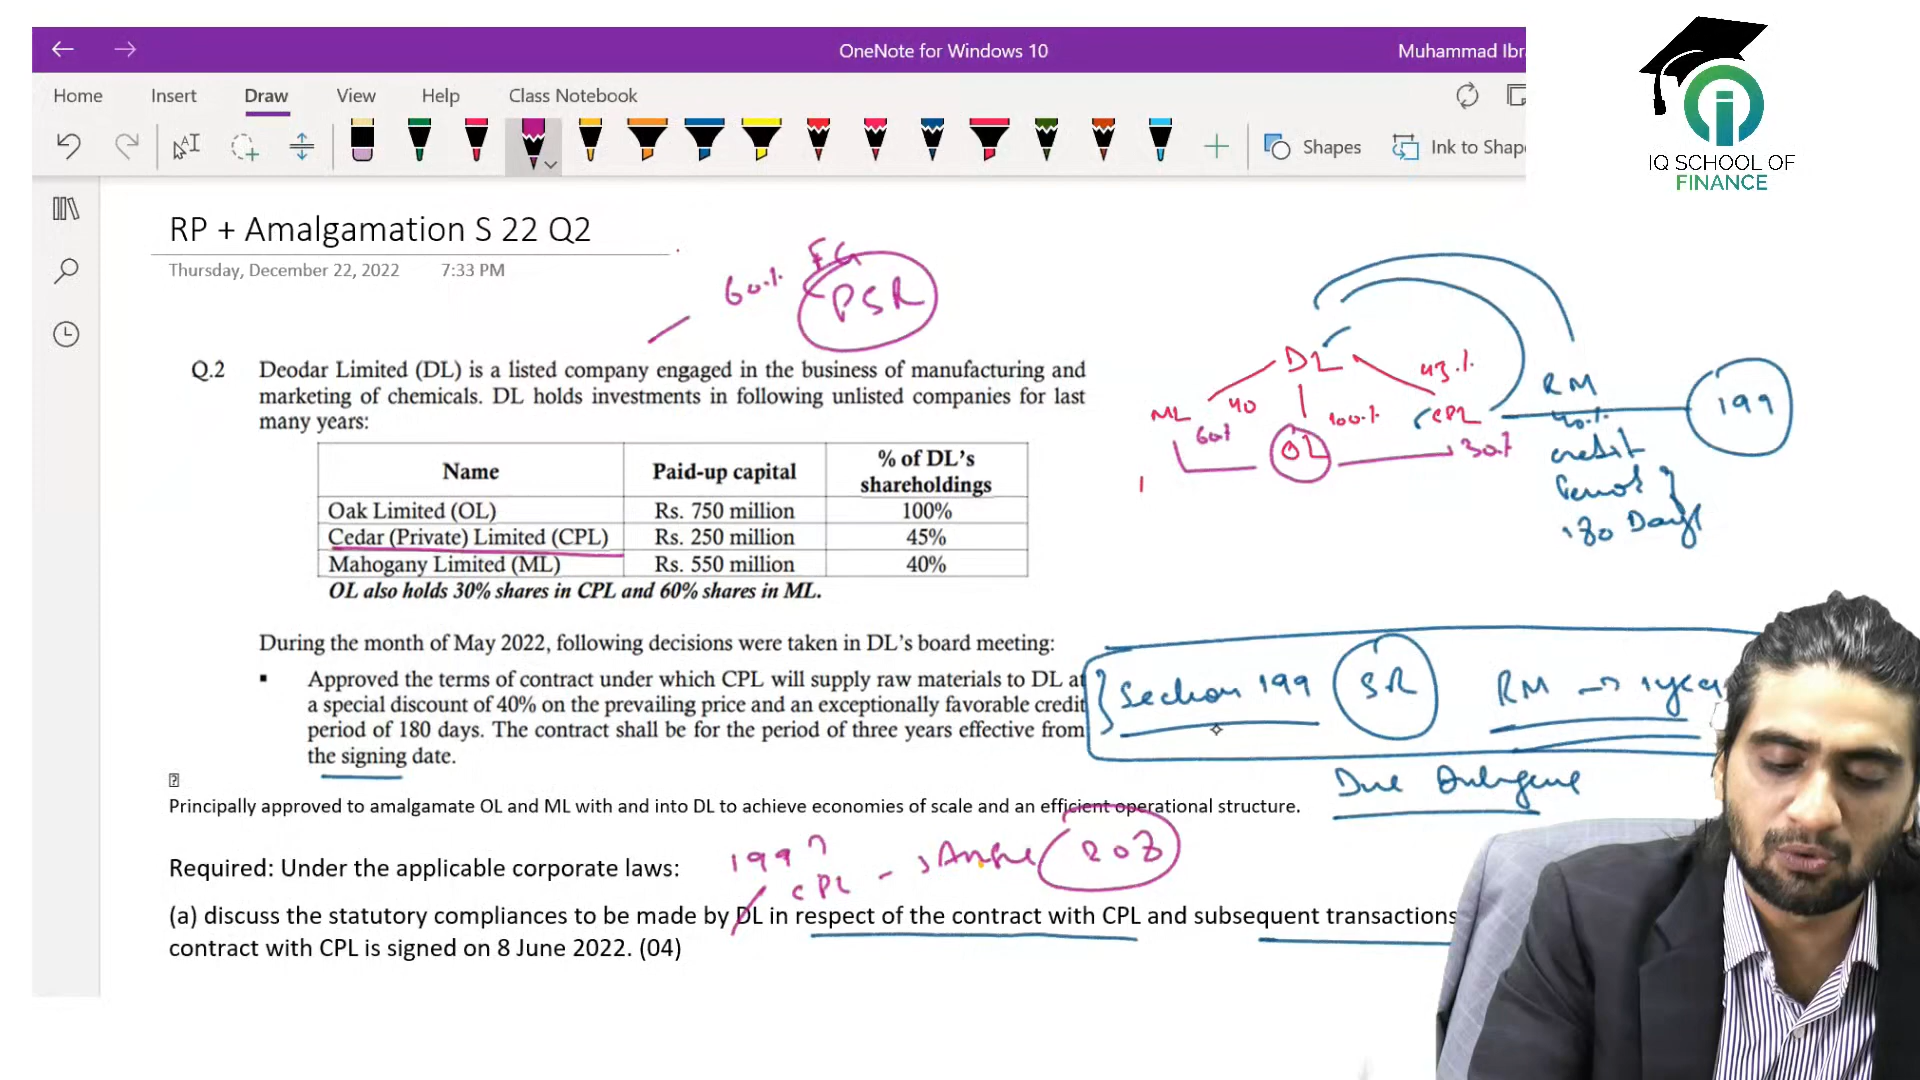 OneNote for Windows 10
Muhammad Ibr
Home Insert Draw View Help Class Notebook
Shapes Ink to Shap
IQ SCHOOL OF
FINANCE
RP + Amalgamation S 22 Q2
Thursday, December 22, 2022 7:33 PM
60%
PSR
DL
43%
ML 40 100% CPL
60% OL 30%
RM
40%
credit
180 Days
199
Q.2 Deodar Limited (DL) is a listed company engaged in the business of manufacturing and
marketing of chemicals. DL holds investments in following unlisted companies for last
many years:
Name Paid-up capital % of DL's shareholdings
Oak Limited (OL) Rs. 750 million 100%
Cedar (Private) Limited (CPL) Rs. 250 million 45%
Mahogany Limited (ML) Rs. 550 million 40%
OL also holds 30% shares in CPL and 60% shares in ML.
During the month of May 2022, following decisions were taken in DL's board meeting:
▪ Approved the terms of contract under which CPL will supply raw materials to DL at
a special discount of 40% on the prevailing price and an exceptionally favorable credit
period of 180 days. The contract shall be for the period of three years effective from
the signing date.
Section 199 SR RM → 1 year
Due
Principally approved to amalgamate OL and ML with and into DL to achieve economies of scale and an efficient operational structure.
199
CPL - 208
Required: Under the applicable corporate laws:
(a) discuss the statutory compliances to be made by DL in respect of the contract with CPL and subsequent transactions
contract with CPL is signed on 8 June 2022. (04)